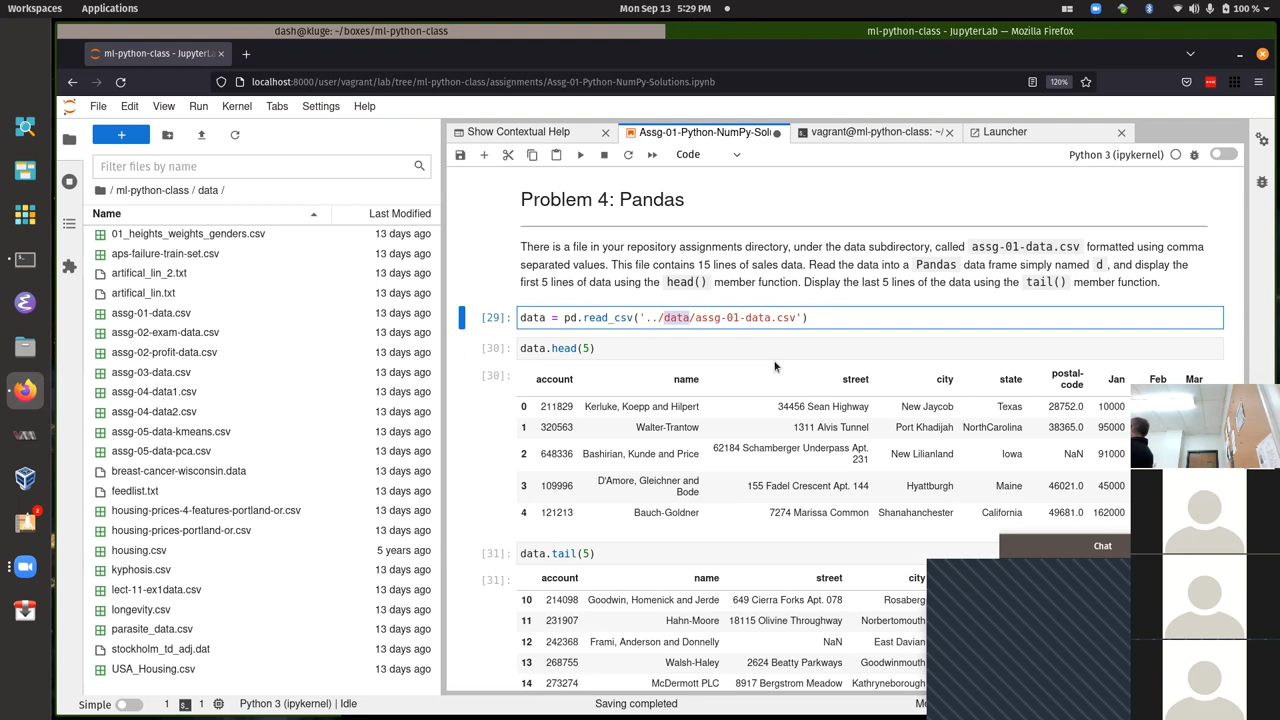 Workspaces Applications Mon Sep 13 5:29 PM 100 %
dash@kluge: ~/boxes/ml-python-class ml-python-class - JupyterLab — Mozilla Firefox
ml-python-class - JupyterLa
localhost:8000/user/vagrant/lab/tree/ml-python-class/assignments/Assg-01-Python-NumPy-Solutions.ipynb 120%
File Edit View Run Kernel Tabs Settings Help
Show Contextual Help Assg-01-Python-NumPy-Solu vagrant@ml-python-class: ~/ Launcher
Code Python 3 (ipykernel)
Filter files by name
/ ml-python-class / data /
Name Last Modified
01_heights_weights_genders.csv 13 days ago
aps-failure-train-set.csv 13 days ago
artifical_lin_2.txt 13 days ago
artifical_lin.txt 13 days ago
assg-01-data.csv 13 days ago
assg-02-exam-data.csv 13 days ago
assg-02-profit-data.csv 13 days ago
assg-03-data.csv 13 days ago
assg-04-data1.csv 13 days ago
assg-04-data2.csv 13 days ago
assg-05-data-kmeans.csv 13 days ago
assg-05-data-pca.csv 13 days ago
breast-cancer-wisconsin.data 13 days ago
feedlist.txt 13 days ago
housing-prices-4-features-portland-or.csv 13 days ago
housing-prices-portland-or.csv 13 days ago
housing.csv 5 years ago
kyphosis.csv 13 days ago
lect-11-ex1data.csv 13 days ago
longevity.csv 13 days ago
parasite_data.csv 13 days ago
stockholm_td_adj.dat 13 days ago
USA_Housing.csv 13 days ago
Problem 4: Pandas
There is a file in your repository assignments directory, under the data subdirectory, called assg-01-data.csv formatted using comma
separated values. This file contains 15 lines of sales data. Read the data into a Pandas data frame simply named d, and display the
first 5 lines of data using the head() member function. Display the last 5 lines of the data using the tail() member function.
[29]: data = pd.read_csv('../data/assg-01-data.csv')
[30]: data.head(5)
[30]: account name street city state postal-code Jan Feb Mar
0 211829 Kerluke, Koepp and Hilpert 34456 Sean Highway New Jaycob Texas 28752.0 10000
1 320563 Walter-Trantow 1311 Alvis Tunnel Port Khadijah NorthCarolina 38365.0 95000
2 648336 Bashirian, Kunde and Price 62184 Schamberger Underpass Apt. 231 New Lilianland Iowa NaN 91000
3 109996 D'Amore, Gleichner and Bode 155 Fadel Crescent Apt. 144 Hyattburgh Maine 46021.0 45000
4 121213 Bauch-Goldner 7274 Marissa Common Shanahanchester California 49681.0 162000
Chat
[31]: data.tail(5)
[31]: account name street city
10 214098 Goodwin, Homenick and Jerde 649 Cierra Forks Apt. 078 Rosaberg
11 231907 Hahn-Moore 18115 Olivine Throughway Norbertomouth
12 242368 Frami, Anderson and Donnelly NaN East Davian
13 268755 Walsh-Haley 2624 Beatty Parkways Goodwinmouth
14 273274 McDermott PLC 8917 Bergstrom Meadow Kathryneborough
Simple 1 1 Python 3 (ipykernel) | Idle Saving completed